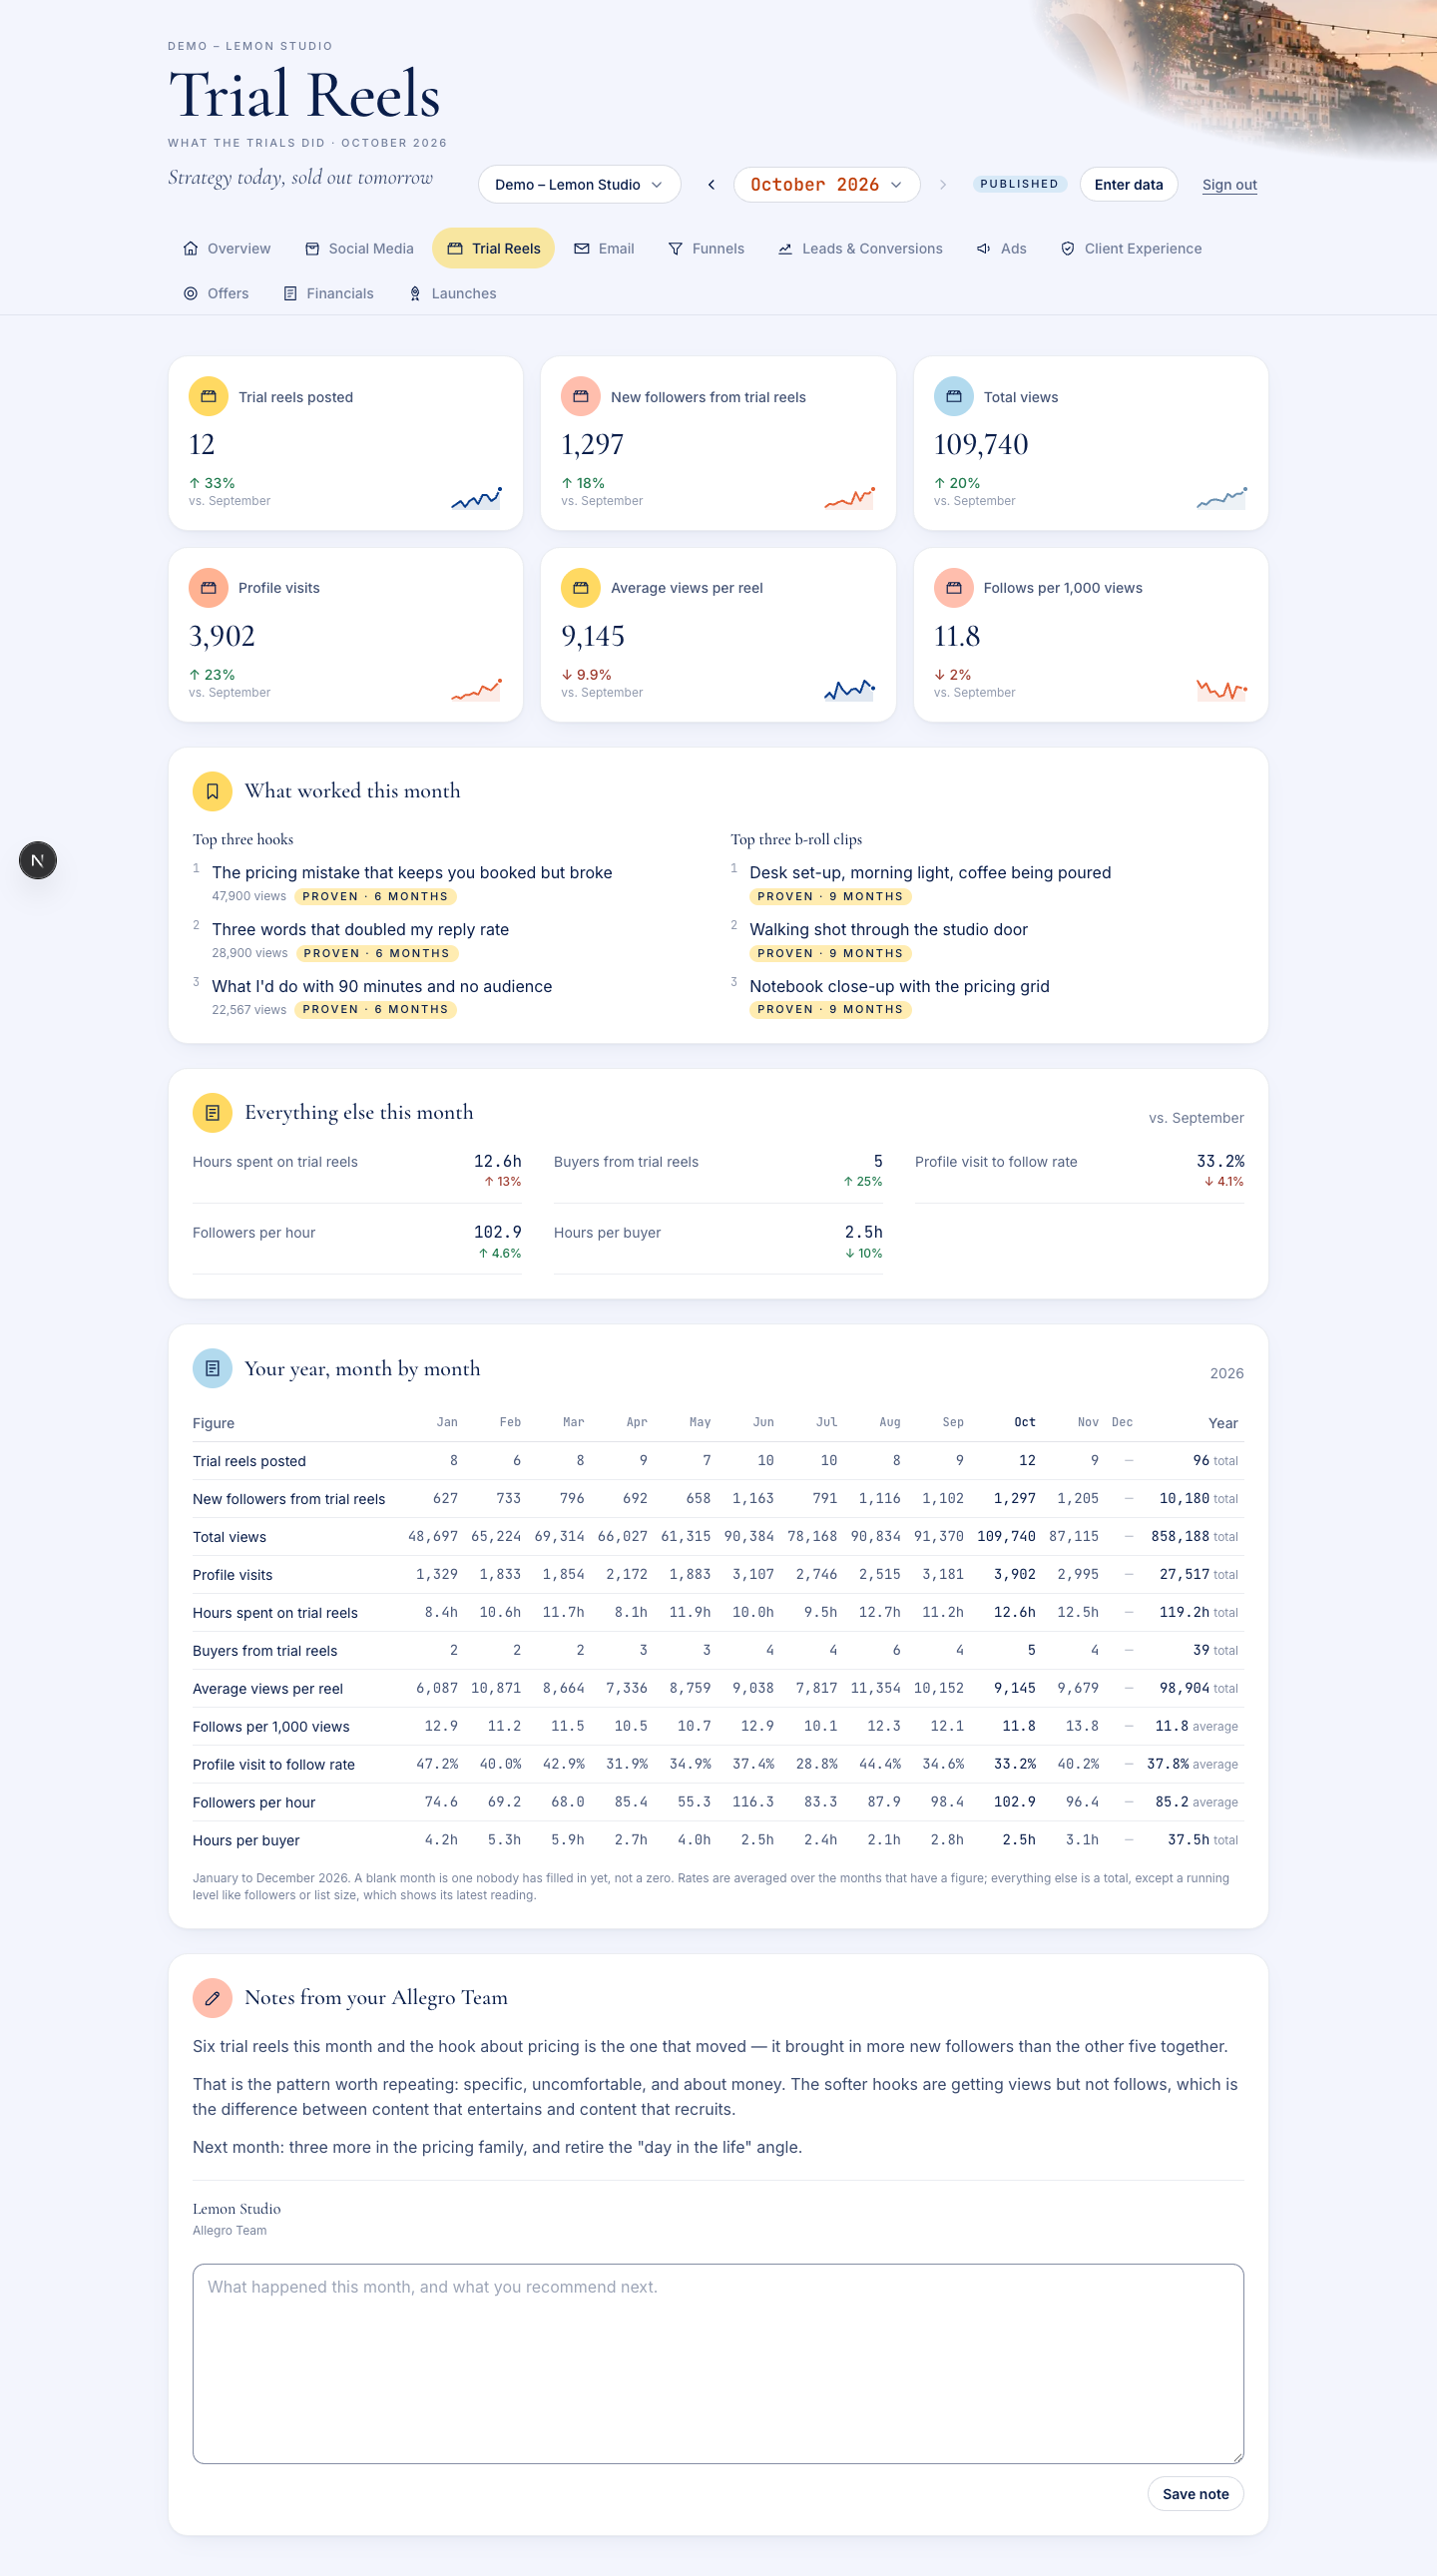 DEMO – LEMON STUDIO
Trial Reels
WHAT THE TRIALS DID · OCTOBER 2026
Strategy today, sold out tomorrow
Demo – Lemon Studio
October 2026
PUBLISHED
Enter data
Sign out
Overview
Social Media
Trial Reels
Email
Funnels
Leads & Conversions
Ads
Client Experience
Offers
Financials
Launches
Trial reels posted
12
↑ 33%
vs. September
New followers from trial reels
1,297
↑ 18%
vs. September
Total views
109,740
↑ 20%
vs. September
Profile visits
3,902
↑ 23%
vs. September
Average views per reel
9,145
↓ 9.9%
vs. September
Follows per 1,000 views
11.8
↓ 2%
vs. September
N
What worked this month
Top three hooks
1 The pricing mistake that keeps you booked but broke
47,900 views PROVEN · 6 MONTHS
2 Three words that doubled my reply rate
28,900 views PROVEN · 6 MONTHS
3 What I'd do with 90 minutes and no audience
22,567 views PROVEN · 6 MONTHS
Top three b-roll clips
1 Desk set-up, morning light, coffee being poured
PROVEN · 9 MONTHS
2 Walking shot through the studio door
PROVEN · 9 MONTHS
3 Notebook close-up with the pricing grid
PROVEN · 9 MONTHS
Everything else this month
vs. September
Hours spent on trial reels 12.6h
↑ 13%
Buyers from trial reels 5
↑ 25%
Profile visit to follow rate 33.2%
↓ 4.1%
Followers per hour 102.9
↑ 4.6%
Hours per buyer 2.5h
↓ 10%
Your year, month by month
2026
Figure Jan Feb Mar Apr May Jun Jul Aug Sep Oct Nov Dec Year
Trial reels posted 8 6 8 9 7 10 10 8 9 12 9 — 96 total
New followers from trial reels 627 733 796 692 658 1,163 791 1,116 1,102 1,297 1,205 — 10,180 total
Total views 48,697 65,224 69,314 66,027 61,315 90,384 78,168 90,834 91,370 109,740 87,115 — 858,188 total
Profile visits 1,329 1,833 1,854 2,172 1,883 3,107 2,746 2,515 3,181 3,902 2,995 — 27,517 total
Hours spent on trial reels 8.4h 10.6h 11.7h 8.1h 11.9h 10.0h 9.5h 12.7h 11.2h 12.6h 12.5h — 119.2h total
Buyers from trial reels 2 2 2 3 3 4 4 6 4 5 4 — 39 total
Average views per reel 6,087 10,871 8,664 7,336 8,759 9,038 7,817 11,354 10,152 9,145 9,679 — 98,904 total
Follows per 1,000 views 12.9 11.2 11.5 10.5 10.7 12.9 10.1 12.3 12.1 11.8 13.8 — 11.8 average
Profile visit to follow rate 47.2% 40.0% 42.9% 31.9% 34.9% 37.4% 28.8% 44.4% 34.6% 33.2% 40.2% — 37.8% average
Followers per hour 74.6 69.2 68.0 85.4 55.3 116.3 83.3 87.9 98.4 102.9 96.4 — 85.2 average
Hours per buyer 4.2h 5.3h 5.9h 2.7h 4.0h 2.5h 2.4h 2.1h 2.8h 2.5h 3.1h — 37.5h total
January to December 2026. A blank month is one nobody has filled in yet, not a zero. Rates are averaged over the months that have a figure; everything else is a total, except a running
level like followers or list size, which shows its latest reading.
Notes from your Allegro Team
Six trial reels this month and the hook about pricing is the one that moved — it brought in more new followers than the other five together.
That is the pattern worth repeating: specific, uncomfortable, and about money. The softer hooks are getting views but not follows, which is
the difference between content that entertains and content that recruits.
Next month: three more in the pricing family, and retire the "day in the life" angle.
Lemon Studio
Allegro Team
What happened this month, and what you recommend next.
Save note